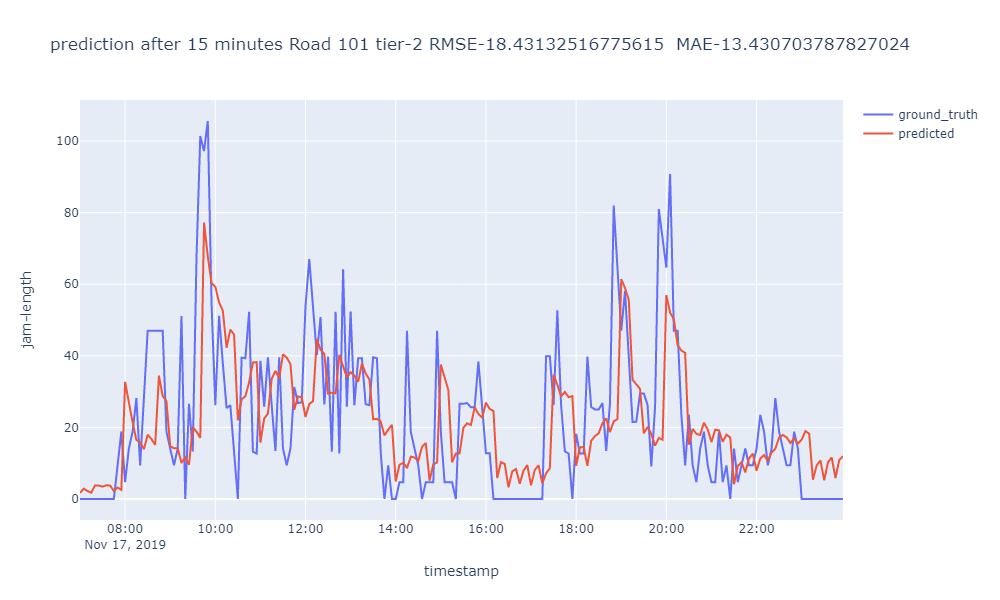 prediction after 15 minutes Road 101 tier-2 RMSE-18.43132516775615  MAE-13.430703787827024
ground_truth
predicted
jam-length
100
80
60
40
20
0
08:00 10:00 12:00 14:00 16:00 18:00 20:00 22:00
Nov 17, 2019
timestamp